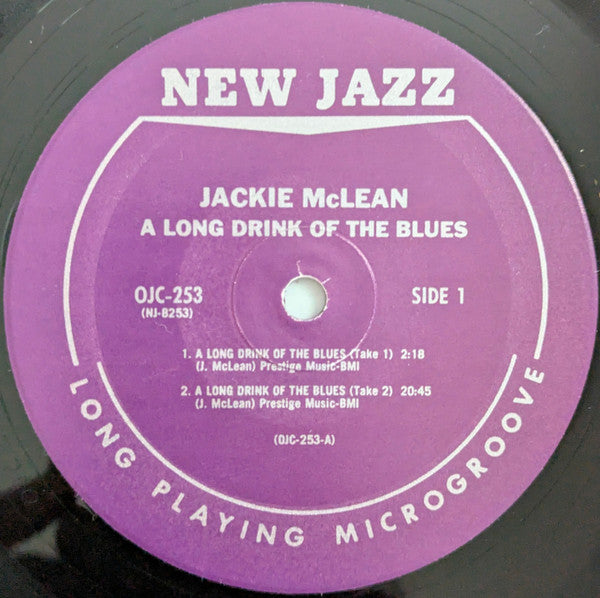 NEW JAZZ
JACKIE McLEAN
A LONG DRINK OF THE BLUES
OJC-253
(NJ-8253)
SIDE 1
1. A LONG DRINK OF THE BLUES (Take 1) 2:18
(J. McLean) Prestige Music-BMI
2. A LONG DRINK OF THE BLUES (Take 2) 20:45
(J. McLean) Prestige Music-BMI
(OJC-253-A)
LONG PLAYING MICROGROOVE